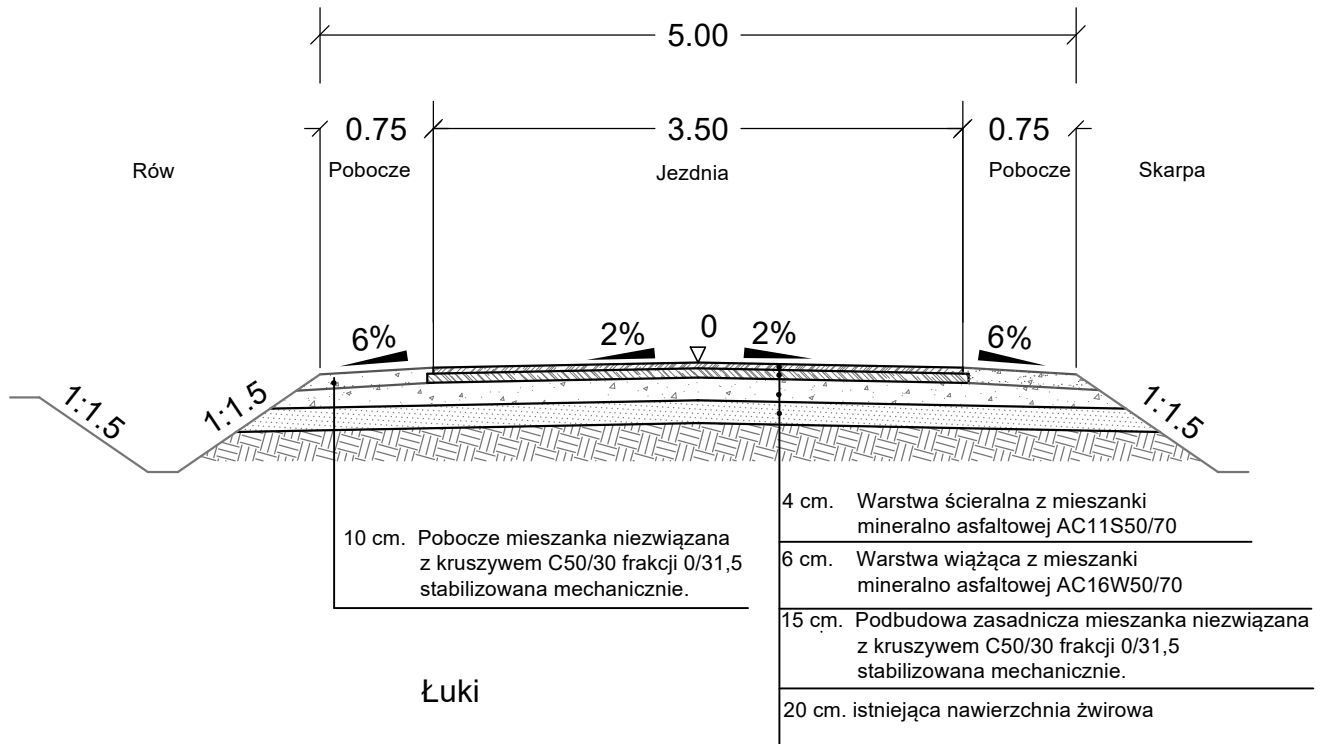 5.00
0.75
3.50
0.75
Rów
Pobocze
Jezdnia
Pobocze
Skarpa
6%
2%
0
2%
6%
1:1.5
1:1.5
1:1.5
10 cm. Pobocze mieszanka niezwiązana
z kruszywem C50/30 frakcji 0/31,5
stabilizowana mechanicznie.
4 cm. Warstwa ścieralna z mieszanki
mineralno asfaltowej AC11S50/70
6 cm. Warstwa wiążąca z mieszanki
mineralno asfaltowej AC16W50/70
15 cm. Podbudowa zasadnicza mieszanka niezwiązana
z kruszywem C50/30 frakcji 0/31,5
stabilizowana mechanicznie.
20 cm. istniejąca nawierzchnia żwirowa
Łuki